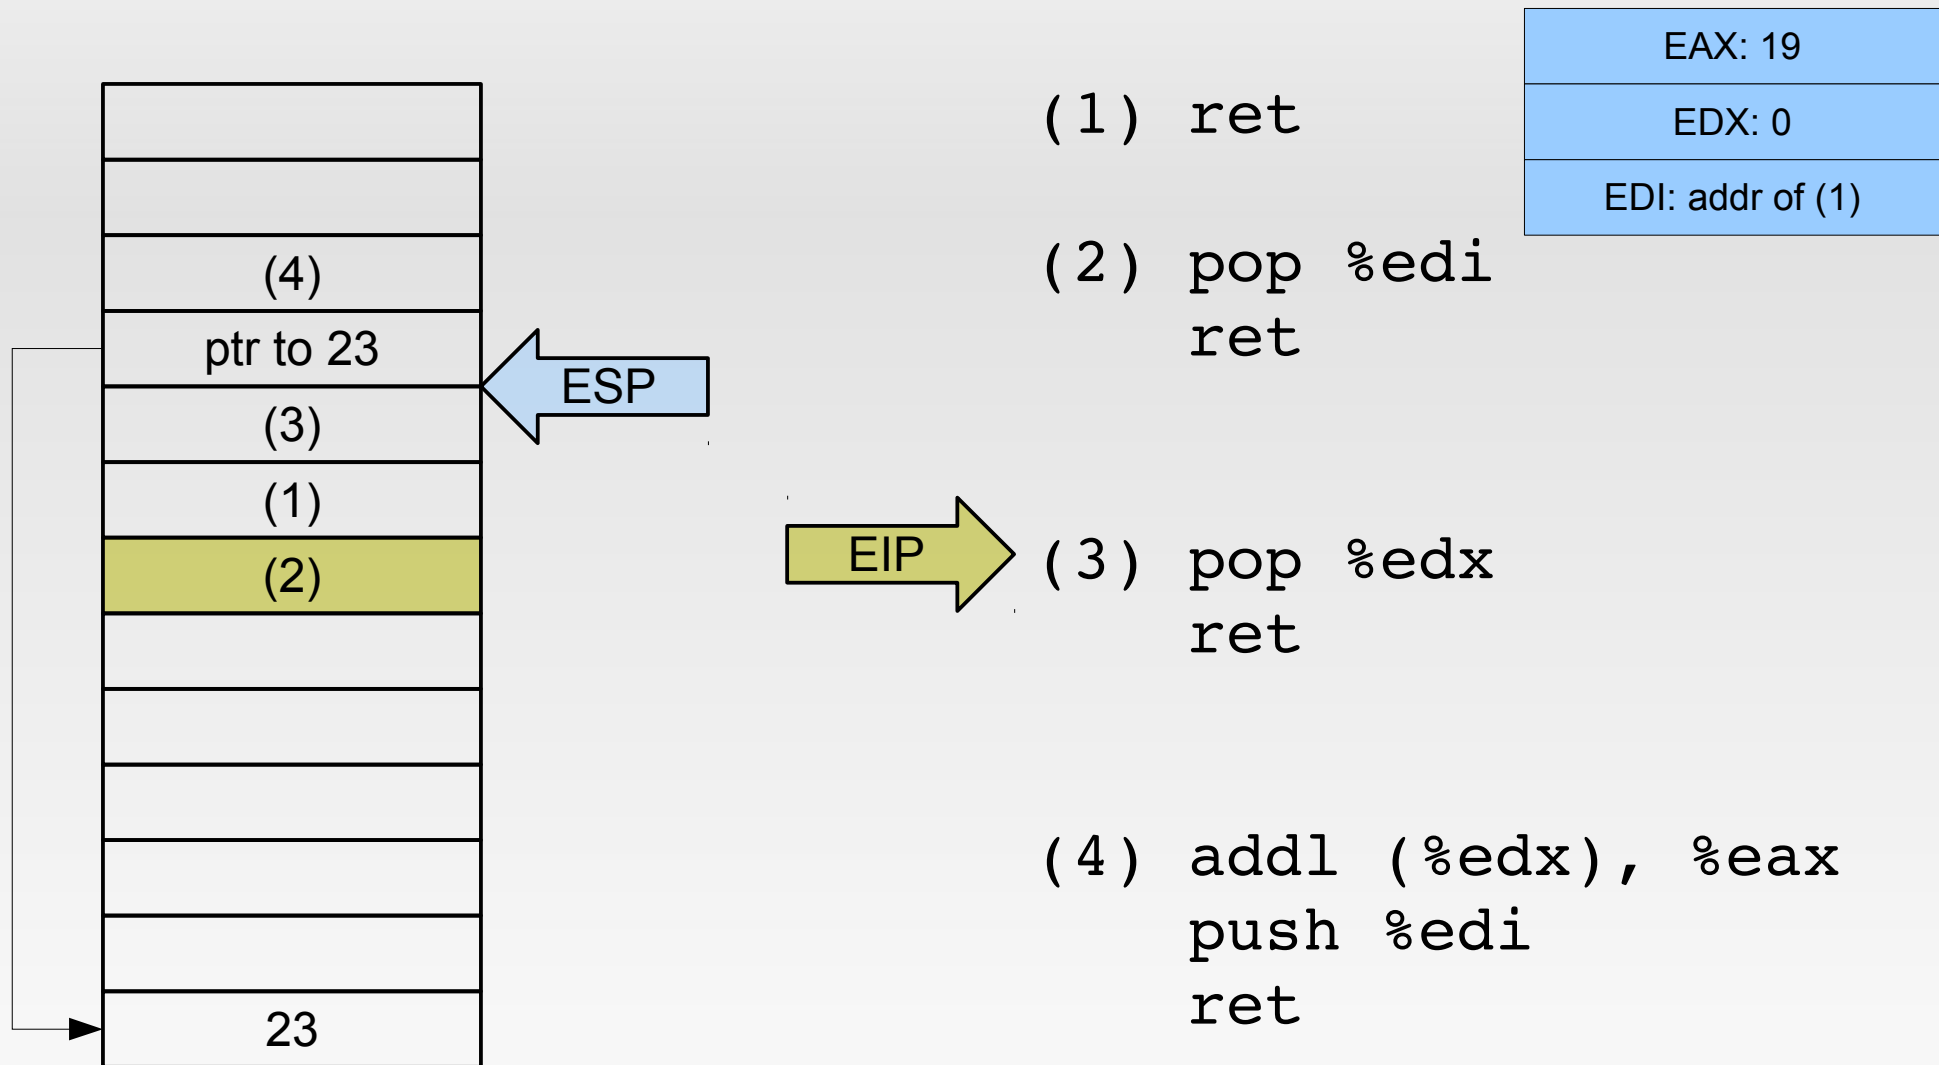 EAX: 19
EDX: 0
EDI: addr of (1)
(4)
ptr to 23
(3)
(1)
(2)
23
ESP
EIP
(1) ret
(2) pop %edi
ret
(3) pop %edx
ret
(4) addl (%edx), %eax
push %edi
ret